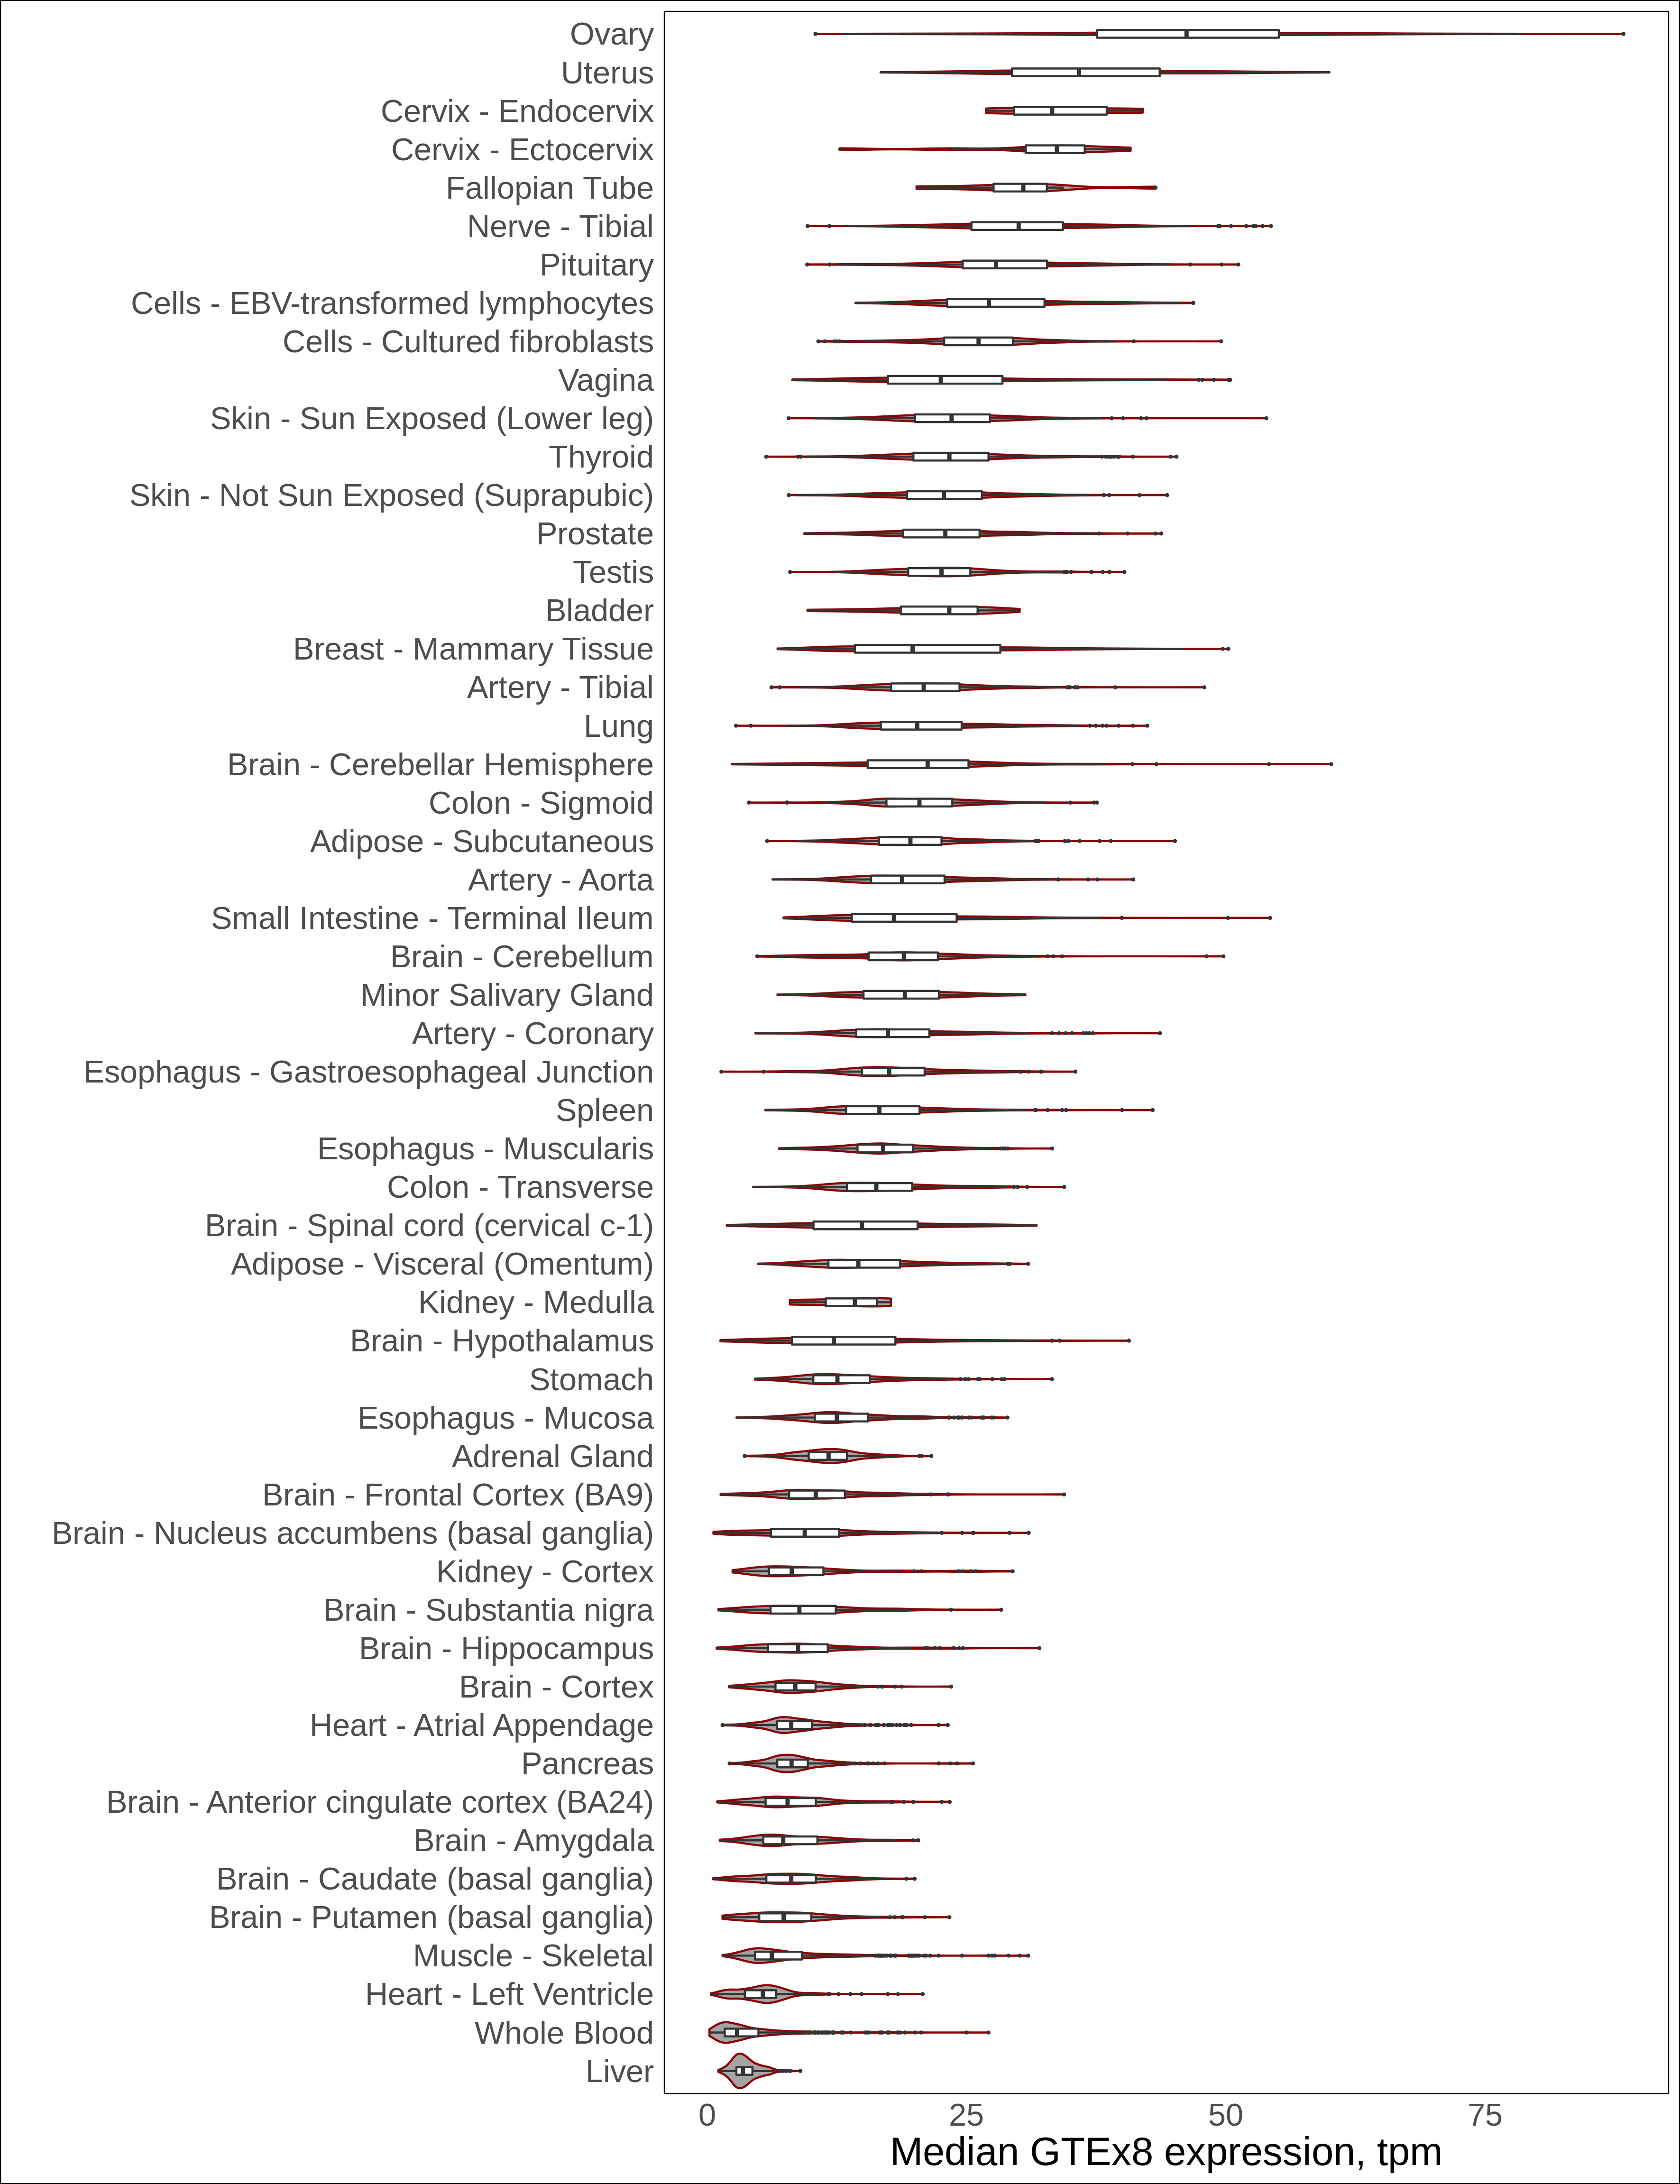 Ovary
Uterus
Cervix - Endocervix
Cervix - Ectocervix
Fallopian Tube
Nerve - Tibial
Pituitary
Cells - EBV-transformed lymphocytes
Cells - Cultured fibroblasts
Vagina
Skin - Sun Exposed (Lower leg)
Thyroid
Skin - Not Sun Exposed (Suprapubic)
Prostate
Testis
Bladder
Breast - Mammary Tissue
Artery - Tibial
Lung
Brain - Cerebellar Hemisphere
Colon - Sigmoid
Adipose - Subcutaneous
Artery - Aorta
Small Intestine - Terminal Ileum
Brain - Cerebellum
Minor Salivary Gland
Artery - Coronary
Esophagus - Gastroesophageal Junction
Spleen
Esophagus - Muscularis
Colon - Transverse
Brain - Spinal cord (cervical c-1)
Adipose - Visceral (Omentum)
Kidney - Medulla
Brain - Hypothalamus
Stomach
Esophagus - Mucosa
Adrenal Gland
Brain - Frontal Cortex (BA9)
Brain - Nucleus accumbens (basal ganglia)
Kidney - Cortex
Brain - Substantia nigra
Brain - Hippocampus
Brain - Cortex
Heart - Atrial Appendage
Pancreas
Brain - Anterior cingulate cortex (BA24)
Brain - Amygdala
Brain - Caudate (basal ganglia)
Brain - Putamen (basal ganglia)
Muscle - Skeletal
Heart - Left Ventricle
Whole Blood
Liver
0 25 50 75
Median GTEx8 expression, tpm